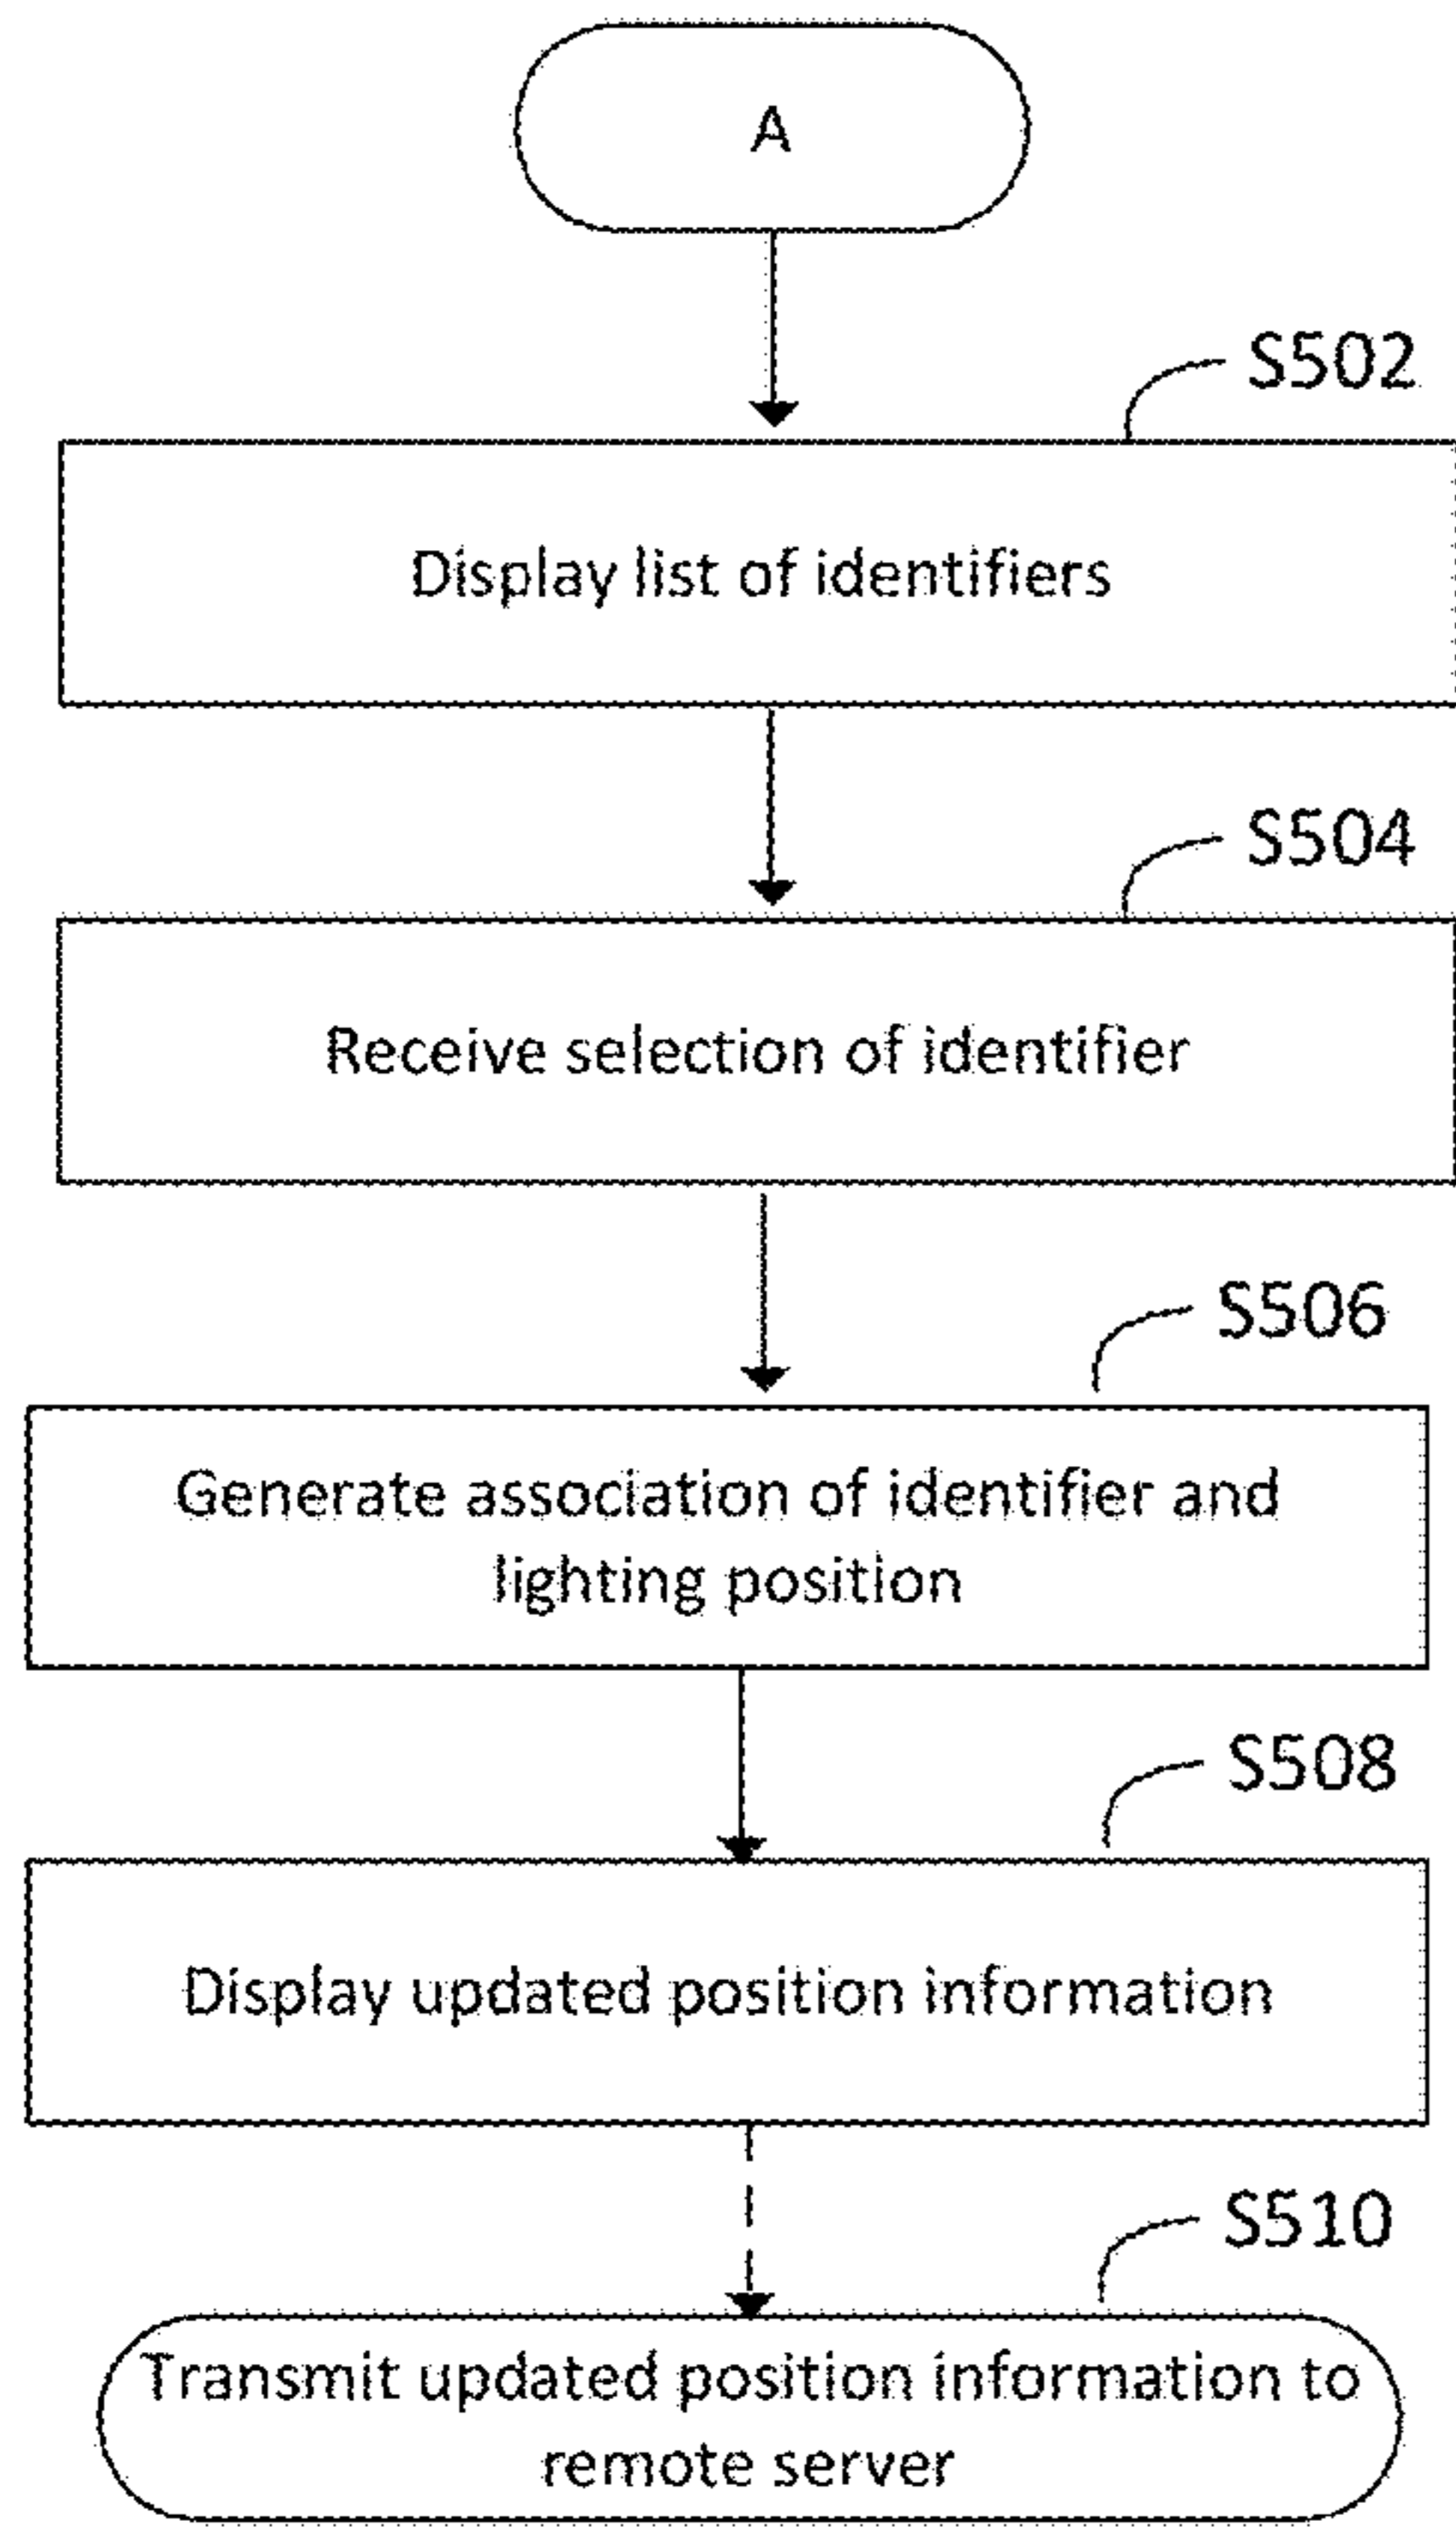 A
S502
Display list of identifiers
S504
Receive selection of identifier
S506
Generate association of identifier and
lighting position
S508
Display updated position information
S510
Transmit updated position information to
remote server